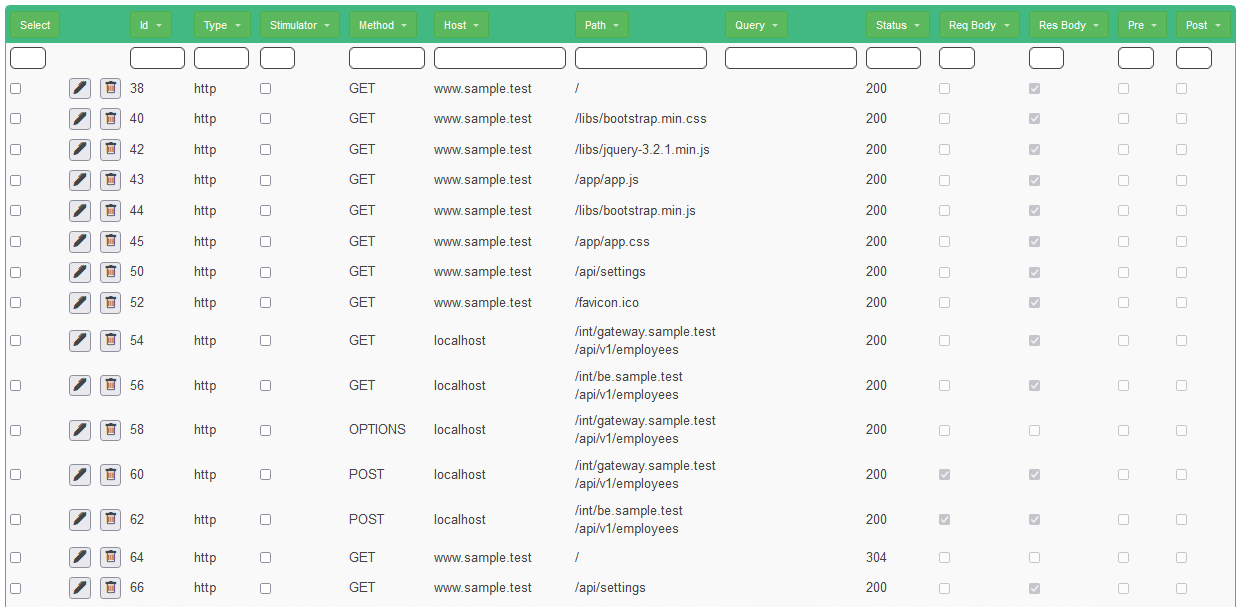 Select Id Type Stimulator Method Host Path Query Status Req Body Res Body Pre Post
38 http GET www.sample.test / 200
40 http GET www.sample.test /libs/bootstrap.min.css 200
42 http GET www.sample.test /libs/jquery-3.2.1.min.js 200
43 http GET www.sample.test /app/app.js 200
44 http GET www.sample.test /libs/bootstrap.min.js 200
45 http GET www.sample.test /app/app.css 200
50 http GET www.sample.test /api/settings 200
52 http GET www.sample.test /favicon.ico 200
54 http GET localhost /int/gateway.sample.test 200
/api/v1/employees
56 http GET localhost /int/be.sample.test 200
/api/v1/employees
58 http OPTIONS localhost /int/gateway.sample.test 200
/api/v1/employees
60 http POST localhost /int/gateway.sample.test 200
/api/v1/employees
62 http POST localhost /int/be.sample.test 200
/api/v1/employees
64 http GET www.sample.test / 304
66 http GET www.sample.test /api/settings 200